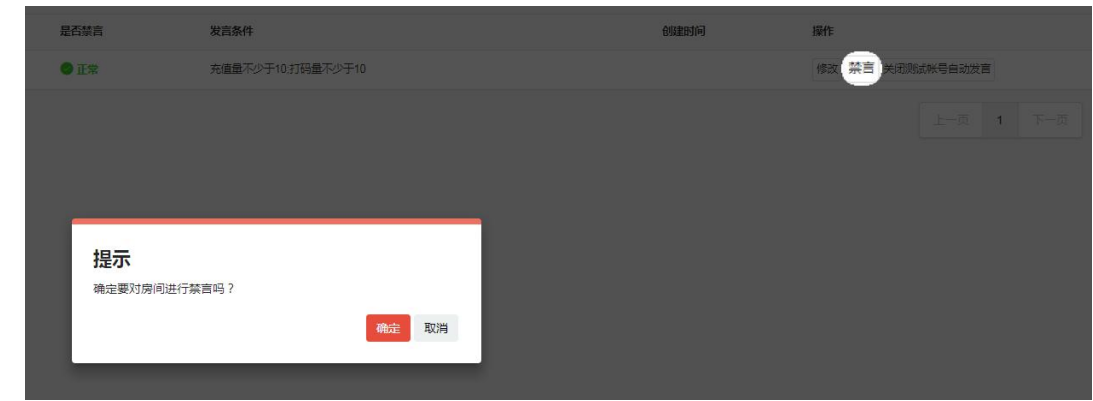 是否禁言 发言条件 创建时间 操作
正常 充值量不少于10;打码量不少于10 修改 禁言 关闭测试帐号自动发言
上一页 1 下一页
提示
确定要对房间进行禁言吗？
确定 取消